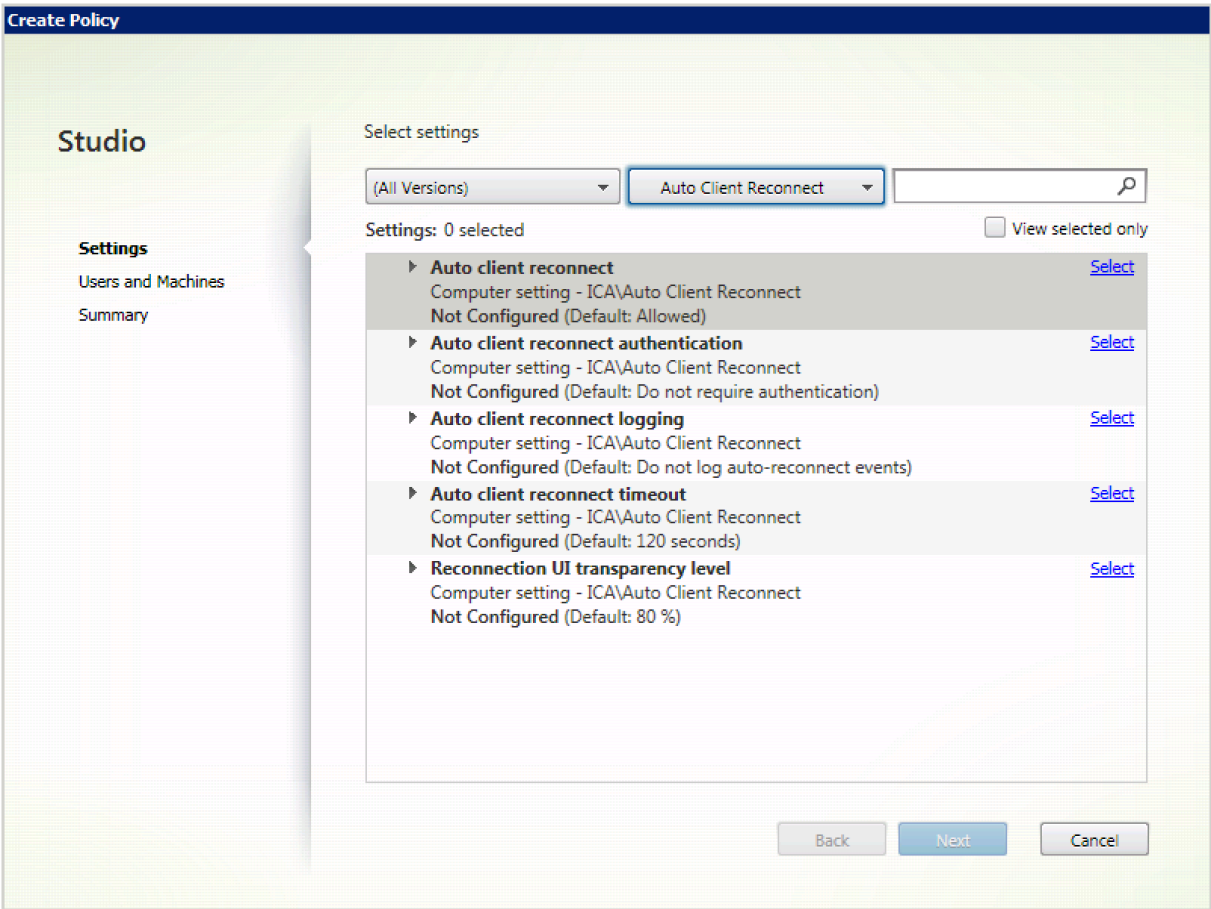 Create Policy
Studio
Settings
Users and Machines
Summary
Select settings
(All Versions)
Auto Client Reconnect
Settings: 0 selected
View selected only
Auto client reconnect
Select
Computer setting - ICA\Auto Client Reconnect
Not Configured (Default: Allowed)
Auto client reconnect authentication
Select
Computer setting - ICA\Auto Client Reconnect
Not Configured (Default: Do not require authentication)
Auto client reconnect logging
Select
Computer setting - ICA\Auto Client Reconnect
Not Configured (Default: Do not log auto-reconnect events)
Auto client reconnect timeout
Select
Computer setting - ICA\Auto Client Reconnect
Not Configured (Default: 120 seconds)
Reconnection UI transparency level
Select
Computer setting - ICA\Auto Client Reconnect
Not Configured (Default: 80 %)
Back
Next
Cancel